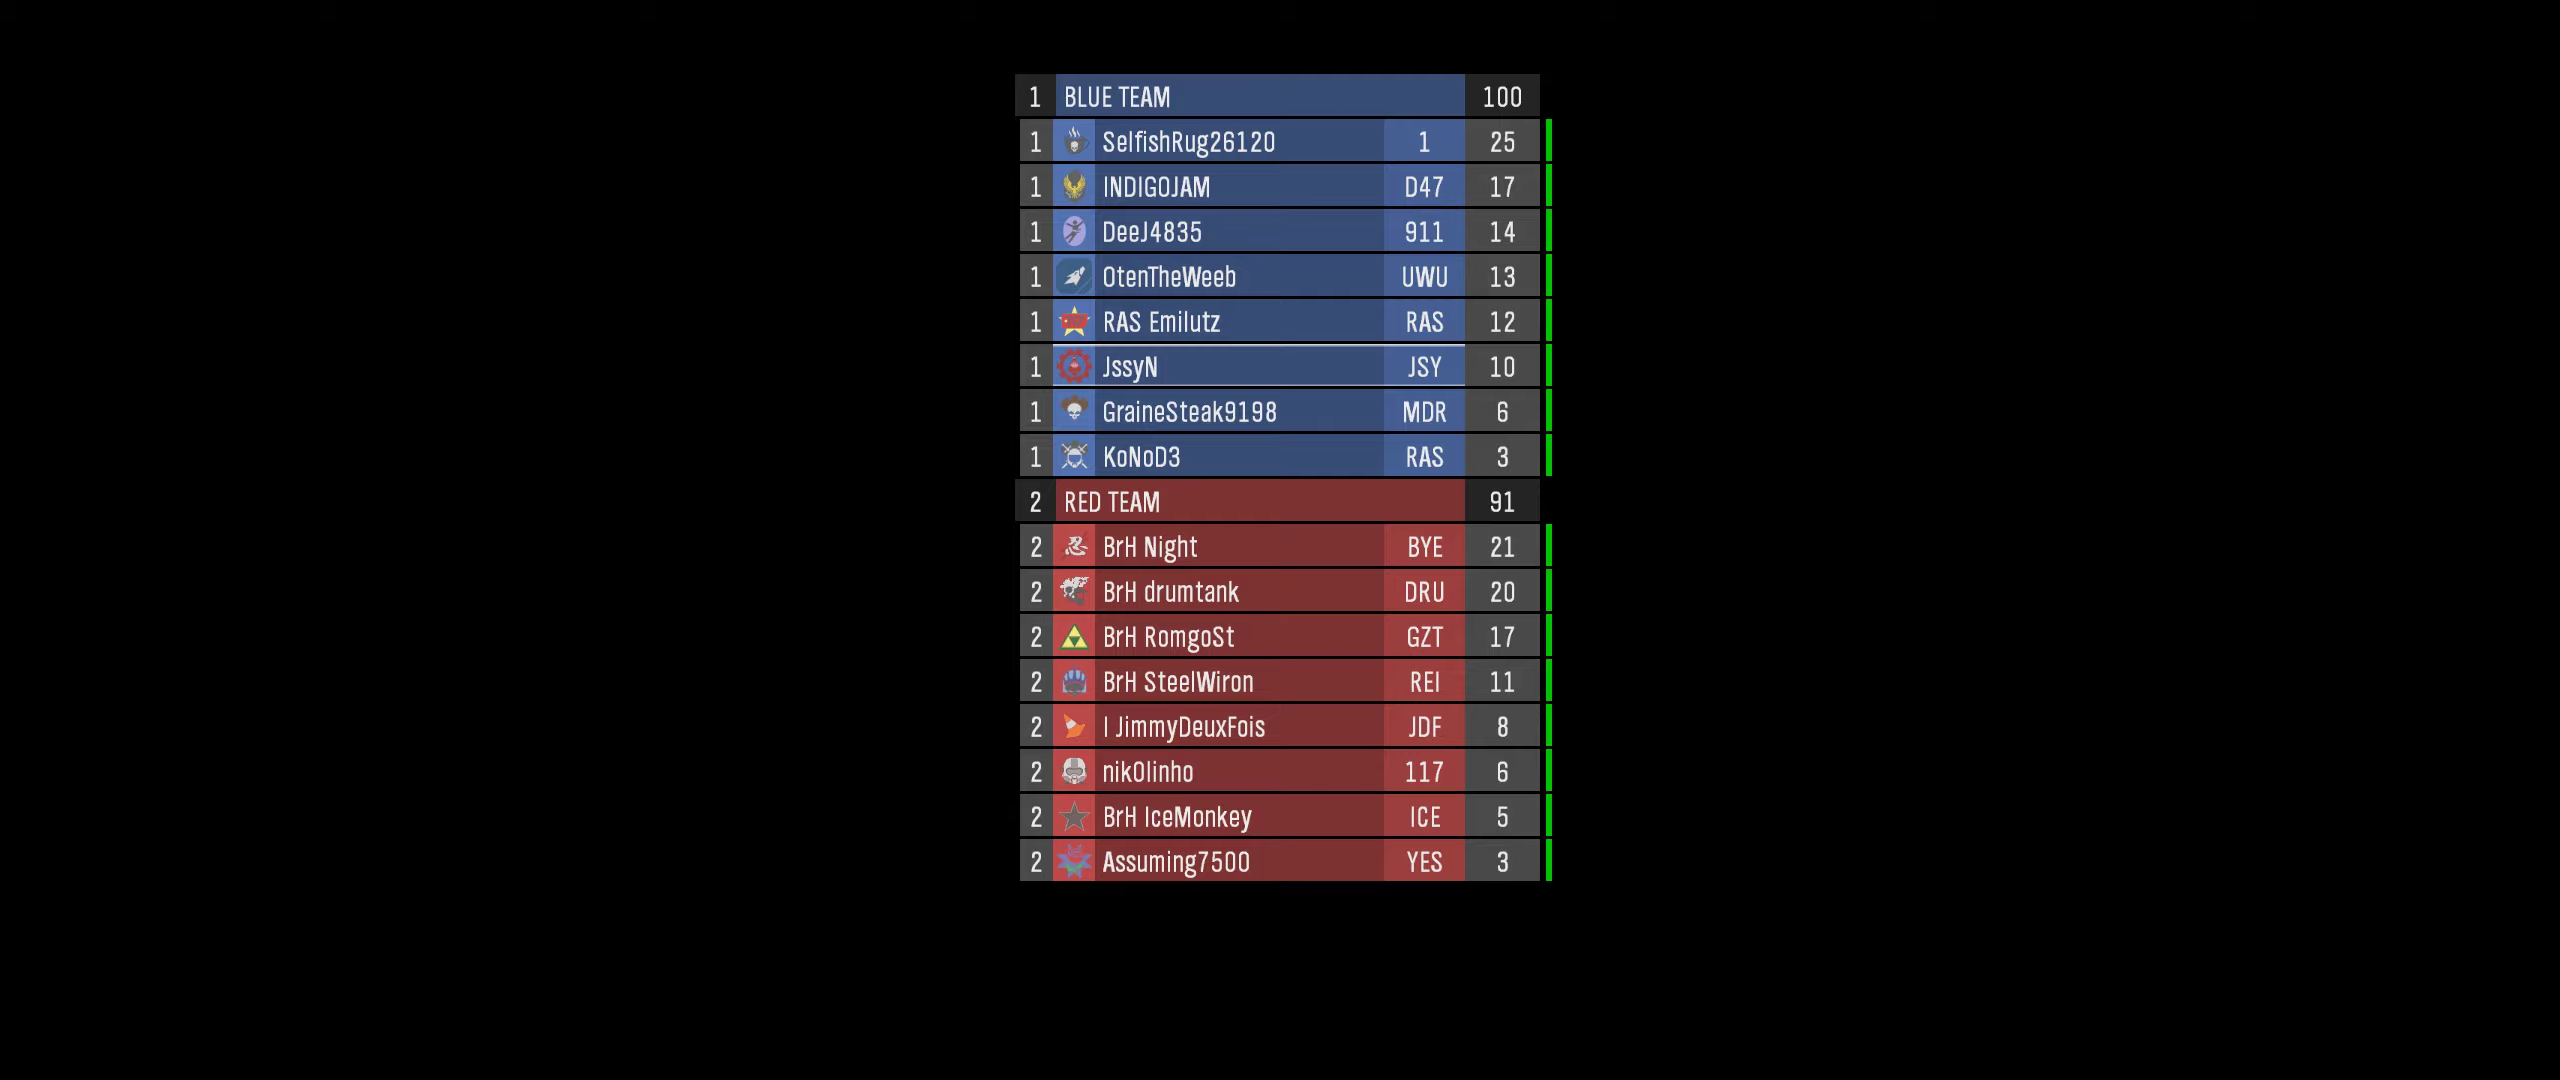 1 BLUE TEAM 100
1 SelfishRug26120 1 25
1 INDIGOJAM D47 17
1 DeeJ4835 911 14
1 OtenTheWeeb UWU 13
1 RAS Emilutz RAS 12
1 JssyN JSY 10
1 GraineSteak9198 MDR 6
1 KoNoD3 RAS 3
2 RED TEAM 91
2 BrH Night BYE 21
2 BrH drumtank DRU 20
2 BrH RomgoSt GZT 17
2 BrH SteelWiron REI 11
2 I JimmyDeuxFois JDF 8
2 nikOlinho 117 6
2 BrH IceMonkey ICE 5
2 Assuming7500 YES 3